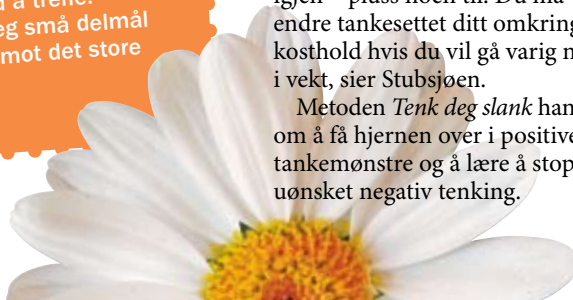 å trene.
eg små delmål
mot det store
igjen – pluss noen til. Du må
endre tankesettet ditt omkring
kosthold hvis du vil gå varig n
i vekt, sier Stubsjøen.
Metoden Tenk deg slank han
om å få hjernen over i positive
tankemønstre og å lære å stop
uønsket negativ tenking.